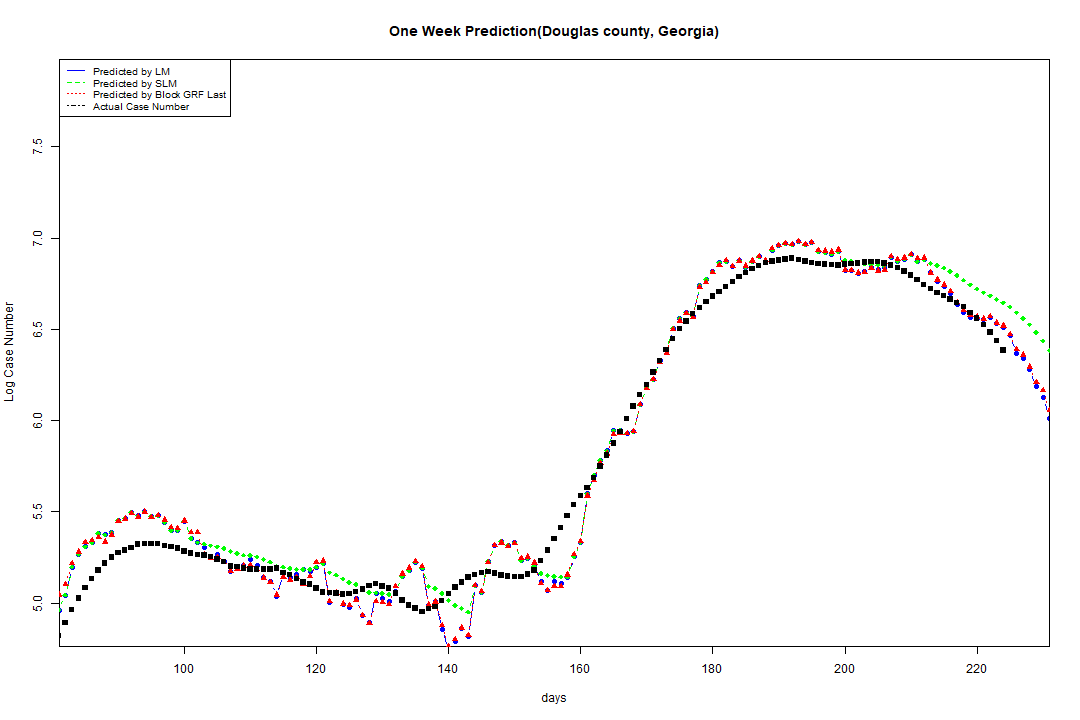 One Week Prediction(Douglas county, Georgia)
Predicted by LM
Predicted by SLM
Predicted by Block GRF Last
Actual Case Number
7.5
7.0
6.5
6.0
5.5
5.0
Log Case Number
100 120 140 160 180 200 220
days